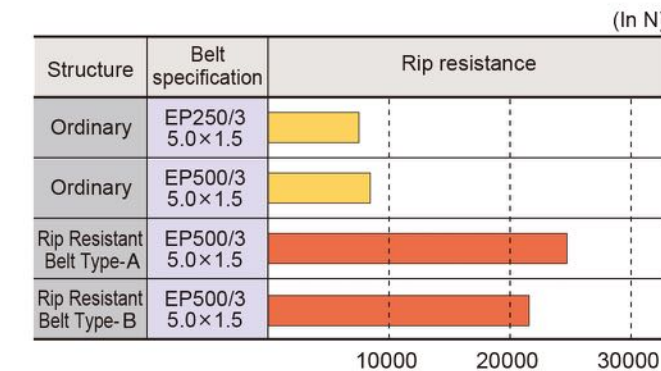 (In N)
Structure
Belt
specification
Rip resistance
Ordinary
EP250/3
5.0×1.5
Ordinary
EP500/3
5.0×1.5
Rip Resistant
Belt Type-A
EP500/3
5.0×1.5
Rip Resistant
Belt Type-B
EP500/3
5.0×1.5
10000 20000 30000